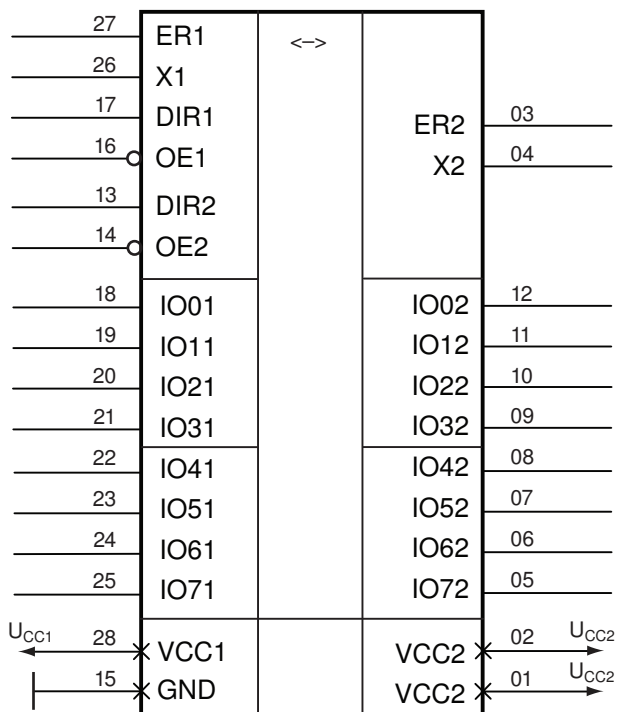 27 ER1 <–>
26 X1
17 DIR1 ER2 03
16 OE1 X2 04
13 DIR2
14 OE2
18 IO01 IO02 12
19 IO11 IO12 11
20 IO21 IO22 10
21 IO31 IO32 09
22 IO41 IO42 08
23 IO51 IO52 07
24 IO61 IO62 06
25 IO71 IO72 05
UCC1 28 VCC1 VCC2 02 UCC2
15 GND VCC2 01 UCC2